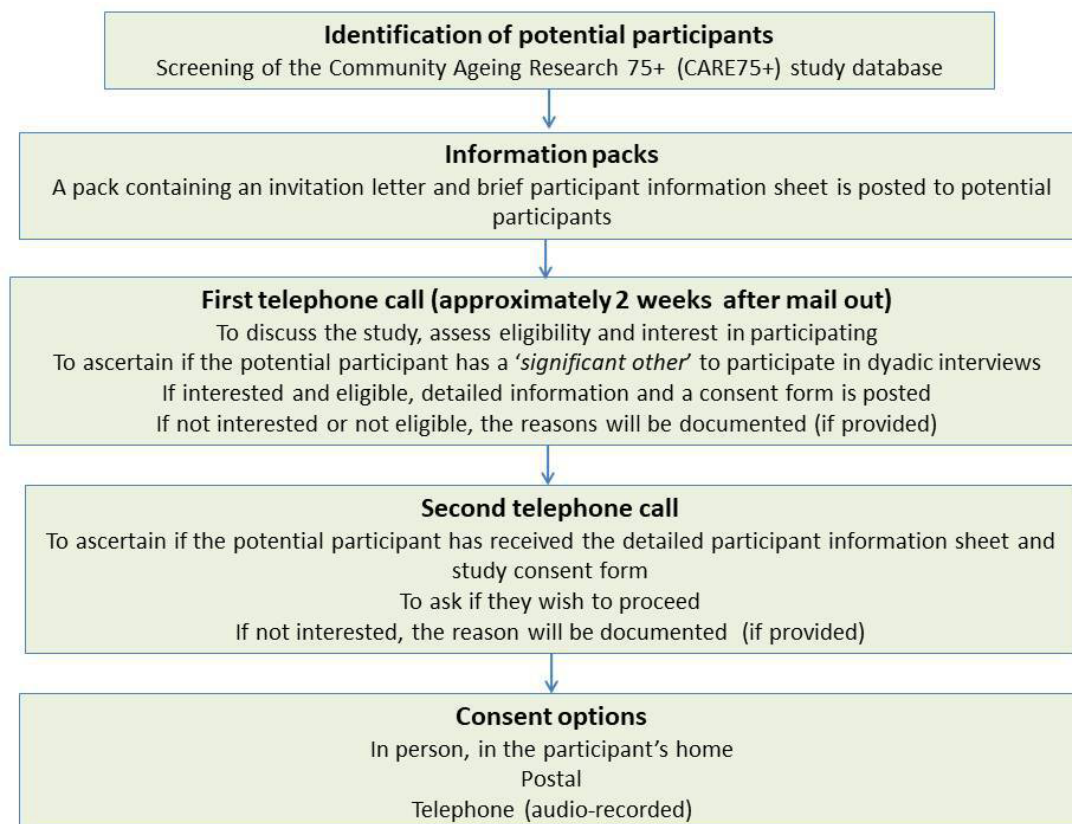 Identification of potential participants
Screening of the Community Ageing Research 75+ (CARE75+) study database
Information packs
A pack containing an invitation letter and brief participant information sheet is posted to potential
participants
First telephone call (approximately 2 weeks after mail out)
To discuss the study, assess eligibility and interest in participating
To ascertain if the potential participant has a ‘significant other’ to participate in dyadic interviews
If interested and eligible, detailed information and a consent form is posted
If not interested or not eligible, the reasons will be documented (if provided)
Second telephone call
To ascertain if the potential participant has received the detailed participant information sheet and
study consent form
To ask if they wish to proceed
If not interested, the reason will be documented (if provided)
Consent options
In person, in the participant’s home
Postal
Telephone (audio-recorded)